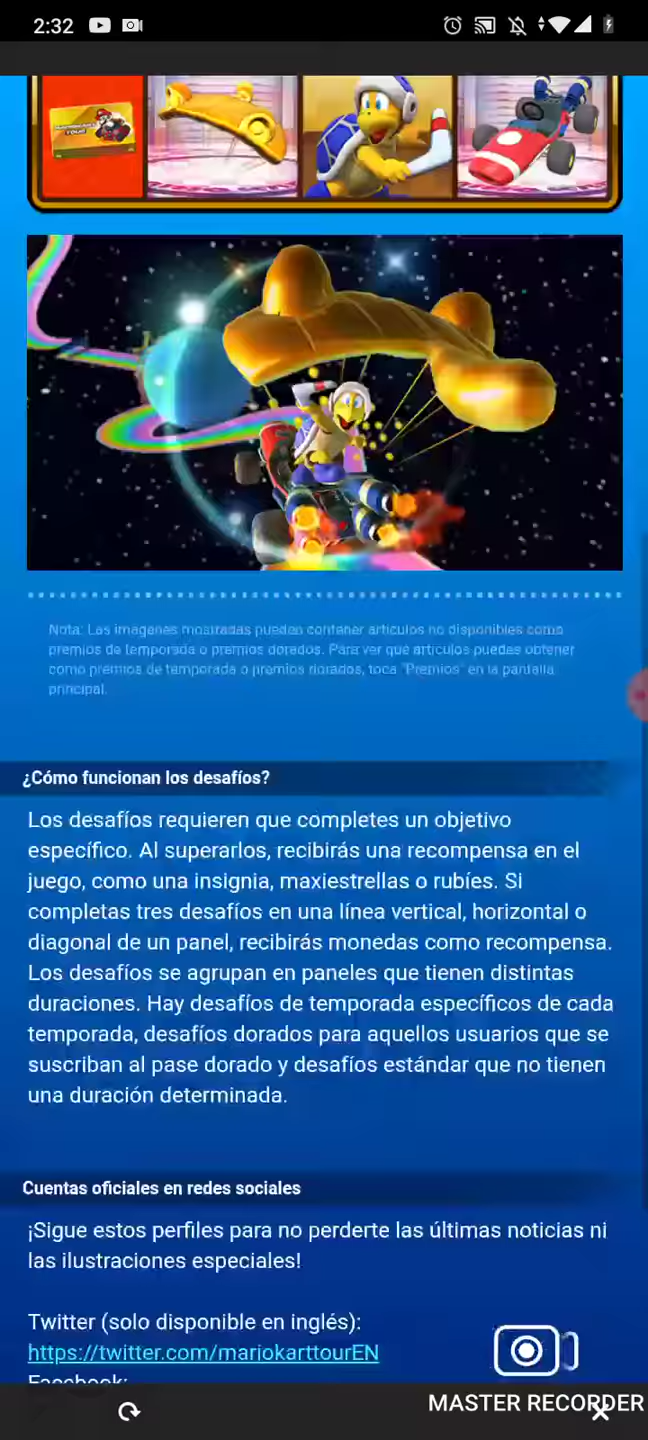 2:32
Nota: Las imágenes mostradas pueden contener artículos no disponibles como
premios de temporada o premios dorados. Para ver qué artículos puedes obtener
como premios de temporada o premios dorados, toca "Premios" en la pantalla
principal.
¿Cómo funcionan los desafíos?
Los desafíos requieren que completes un objetivo
específico. Al superarlos, recibirás una recompensa en el
juego, como una insignia, maxiestrellas o rubíes. Si
completas tres desafíos en una línea vertical, horizontal o
diagonal de un panel, recibirás monedas como recompensa.
Los desafíos se agrupan en paneles que tienen distintas
duraciones. Hay desafíos de temporada específicos de cada
temporada, desafíos dorados para aquellos usuarios que se
suscriban al pase dorado y desafíos estándar que no tienen
una duración determinada.
Cuentas oficiales en redes sociales
¡Sigue estos perfiles para no perderte las últimas noticias ni
las ilustraciones especiales!
Twitter (solo disponible en inglés):
https://twitter.com/mariokarttourEN
Facebook:
MASTER RECORDER